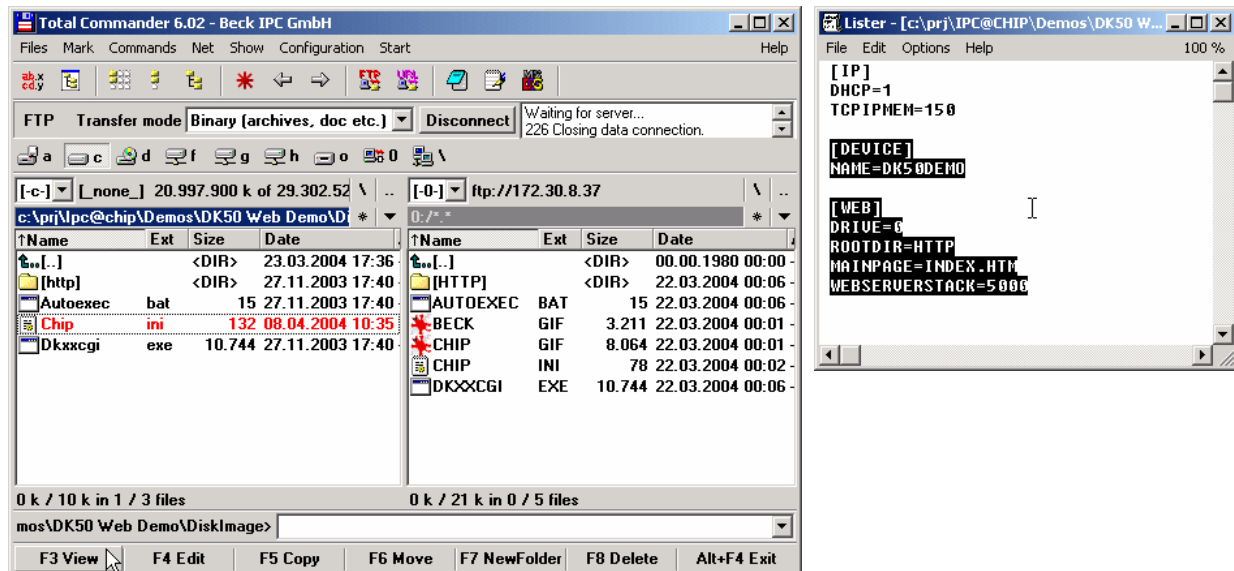 Total Commander 6.02 - Beck IPC GmbH
Files Mark Commands Net Show Configuration Start Help
FTP Transfer mode Binary (archives, doc etc.) Disconnect Waiting for server...
226 Closing data connection.
a c d f g h o 0 \
[-c-] [_none_] 20.997.900 k of 29.302.52 \ ..
c:\prj\Ipc@chip\Demos\DK50 Web Demo\Di * ▼
↑Name Ext Size Date
[..] <DIR> 23.03.2004 17:36-
[http] <DIR> 27.11.2003 17:40-
Autoexec bat 15 27.11.2003 17:40-
Chip ini 132 08.04.2004 10:35
Dkxxcgi exe 10.744 27.11.2003 17:40-
0 k / 10 k in 1 / 3 files
[-0-] ftp://172.30.8.37 \ ..
0:/*.* * ▼
↑Name Ext Size Date
[..] <DIR> 00.00.1980 00:00-
[HTTP] <DIR> 22.03.2004 00:06-
AUTOEXEC BAT 15 22.03.2004 00:06-
BECK GIF 3.211 22.03.2004 00:01-
CHIP GIF 8.064 22.03.2004 00:01-
CHIP INI 78 22.03.2004 00:02-
DKXXCGI EXE 10.744 22.03.2004 00:06-
0 k / 21 k in 0 / 5 files
mos\DK50 Web Demo\DiskImage>
F3 View F4 Edit F5 Copy F6 Move F7 NewFolder F8 Delete Alt+F4 Exit
Lister - [c:\prj\IPC@CHIP\Demos\DK50 W...
File Edit Options Help 100 %
[IP]
DHCP=1
TCPIPMEM=150
[DEVICE]
NAME=DK50DEMO
[WEB]
DRIVE=0
ROOTDIR=HTTP
MAINPAGE=INDEX.HTM
WEBSERVERSTACK=5000